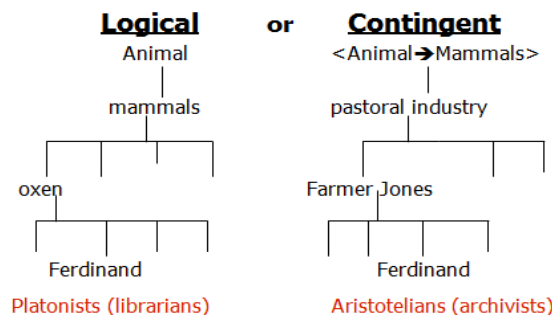 Logical or Contingent
Animal <Animal➔Mammals>
mammals pastoral industry
oxen Farmer Jones
Ferdinand Ferdinand
Platonists (librarians) Aristotelians (archivists)